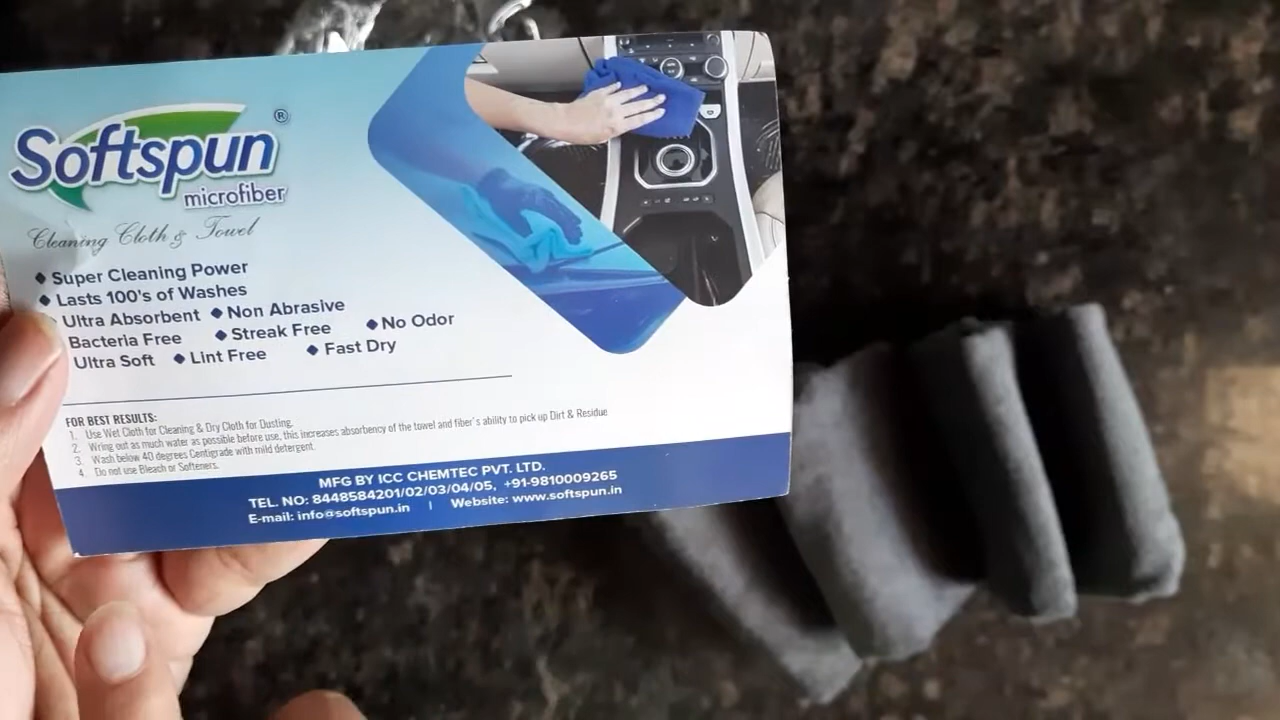 Softspun®
microfiber
Cleaning Cloth & Towel
◆ Super Cleaning Power
◆ Lasts 100's of Washes
Ultra Absorbent ◆ Non Abrasive
Bacteria Free ◆ Streak Free ◆ No Odor
Ultra Soft ◆ Lint Free ◆ Fast Dry
FOR BEST RESULTS:
1. Use Wet Cloth for Cleaning & Dry Cloth for Dusting.
2. Wring out as much water as possible before use, this increases absorbency of the towel and fiber's ability to pick up Dirt & Residue
3. Wash below 40 degrees Centigrade with mild detergent.
4. Do not use Bleach or Softeners.
MFG BY ICC CHEMTEC PVT. LTD.
TEL. NO: 8448584201/02/03/04/05, +91-9810009265
E-mail: info@softspun.in | Website: www.softspun.in